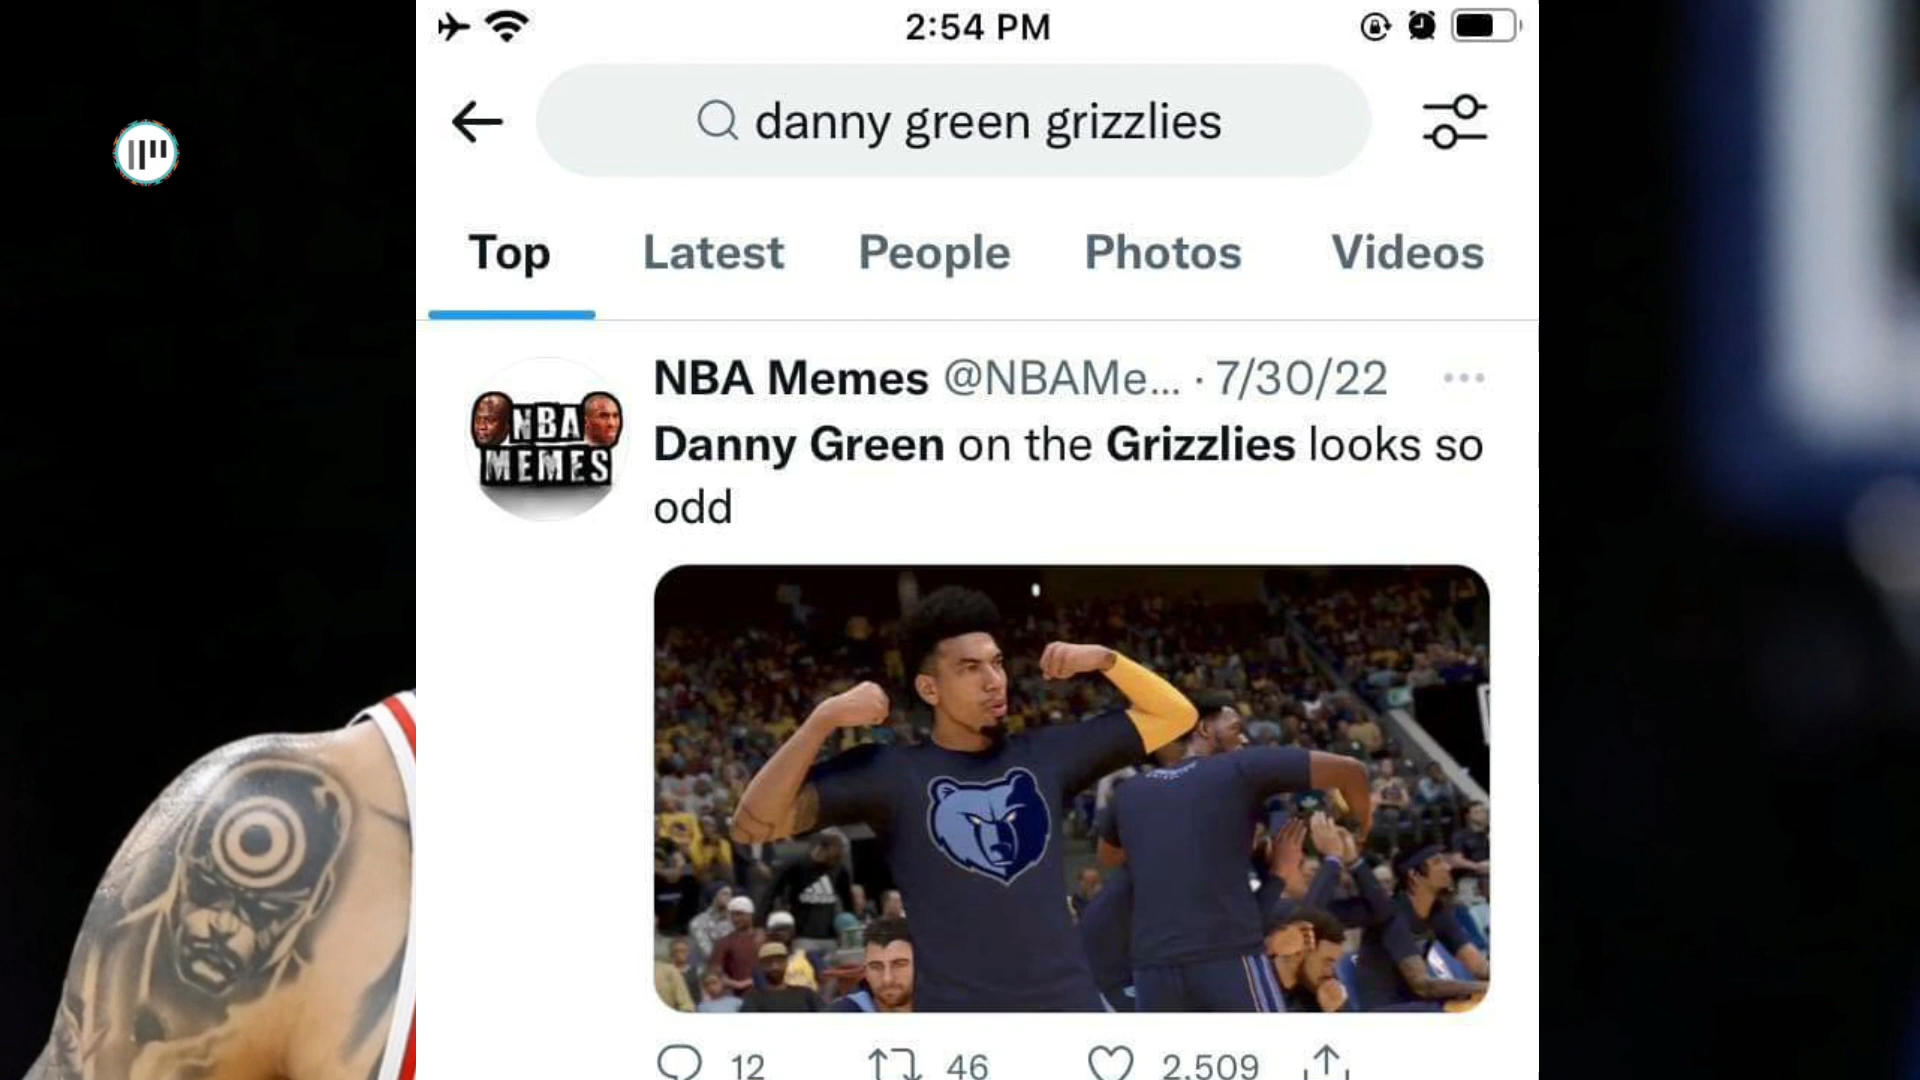 2:54 PM
danny green grizzlies
Top Latest People Photos Videos
NBA Memes @NBAMe... · 7/30/22
Danny Green on the Grizzlies looks so
odd
NBA
MEMES
12 46 2,509